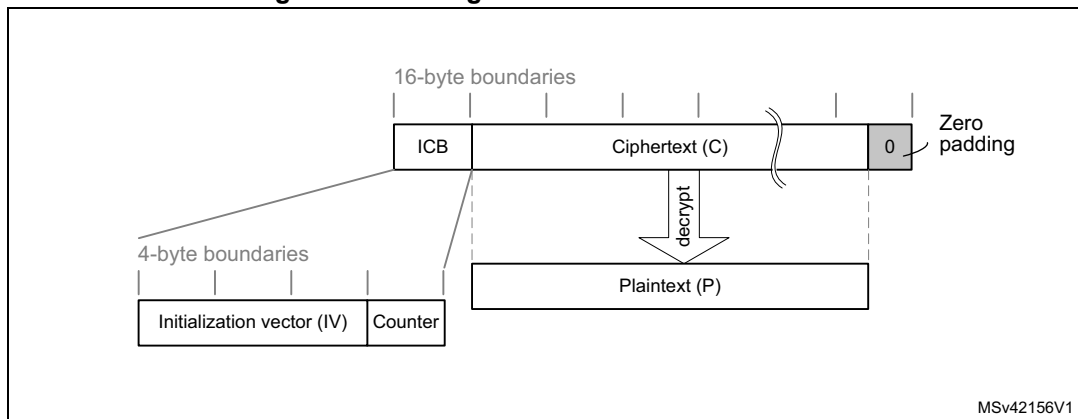 16-byte boundaries
ICB
Ciphertext (C)
0
Zero
padding
decrypt
4-byte boundaries
Plaintext (P)
Initialization vector (IV)
Counter
MSv42156V1